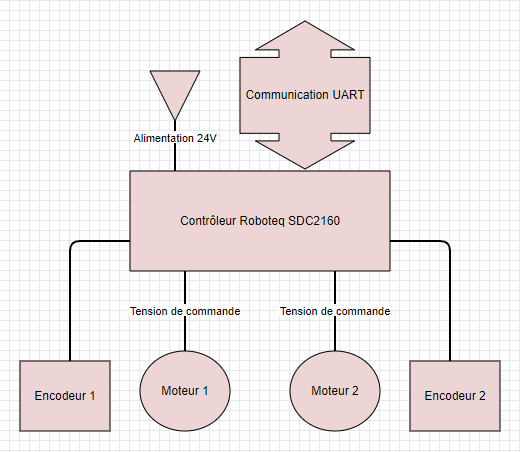 Communication UART
Alimentation 24V
Contrôleur Roboteq SDC2160
Tension de commande
Tension de commande
Encodeur 1
Moteur 1
Moteur 2
Encodeur 2